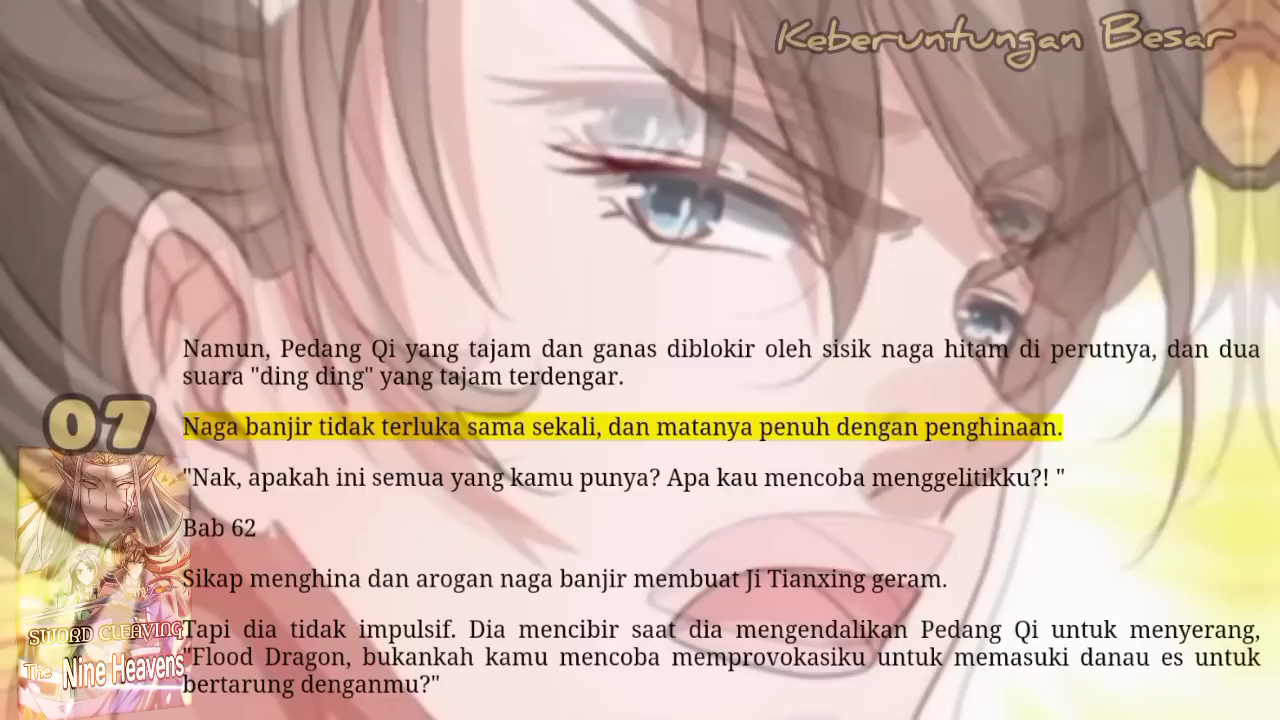 Keberuntungan Besar
Namun, Pedang Qi yang tajam dan ganas diblokir oleh sisik naga hitam di perutnya, dan dua
suara "ding ding" yang tajam terdengar.
07
Naga banjir tidak terluka sama sekali, dan matanya penuh dengan penghinaan.
"Nak, apakah ini semua yang kamu punya? Apa kau mencoba menggelitikku?! "
Bab 62
Sikap menghina dan arogan naga banjir membuat Ji Tianxing geram.
Tapi dia tidak impulsif. Dia mencibir saat dia mengendalikan Pedang Qi untuk menyerang,
"Flood Dragon, bukankah kamu mencoba memprovokasiku untuk memasuki danau es untuk
bertarung denganmu?"
SWORD CLEAVING
The Nine Heavens